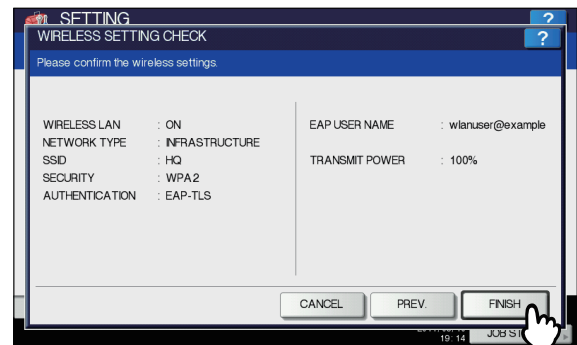 SETTING
?
WIRELESS SETTING CHECK
?
Please confirm the wireless settings.
WIRELESS LAN : ON
NETWORK TYPE : INFRASTRUCTURE
SSID : HQ
SECURITY : WPA2
AUTHENTICATION : EAP-TLS
EAP USER NAME : wlanuser@example
TRANSMIT POWER : 100%
CANCEL
PREV.
FINISH
19:14
JOB ST